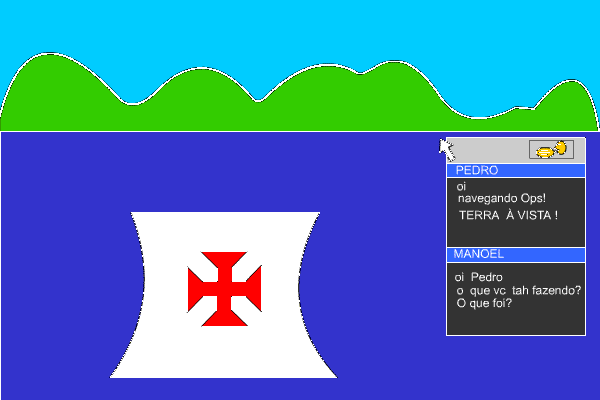 PEDRO
oi
navegando Ops!
TERRA À VISTA !
MANOEL
oi Pedro
o que vc tah fazendo?
O que foi?